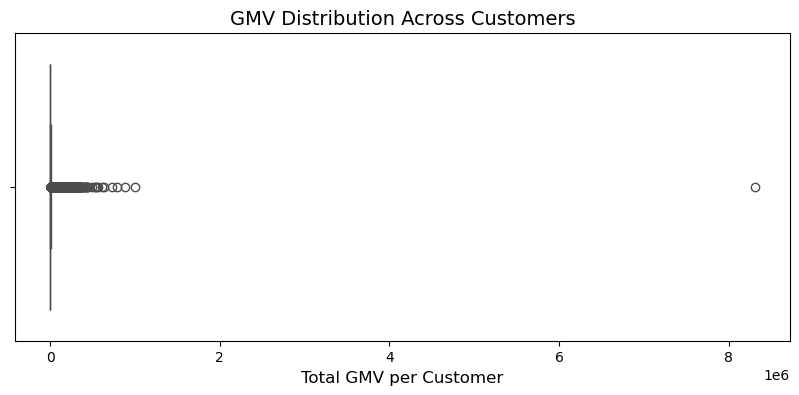 GMV Distribution Across Customers
0 2 4 6 8
1e6
Total GMV per Customer